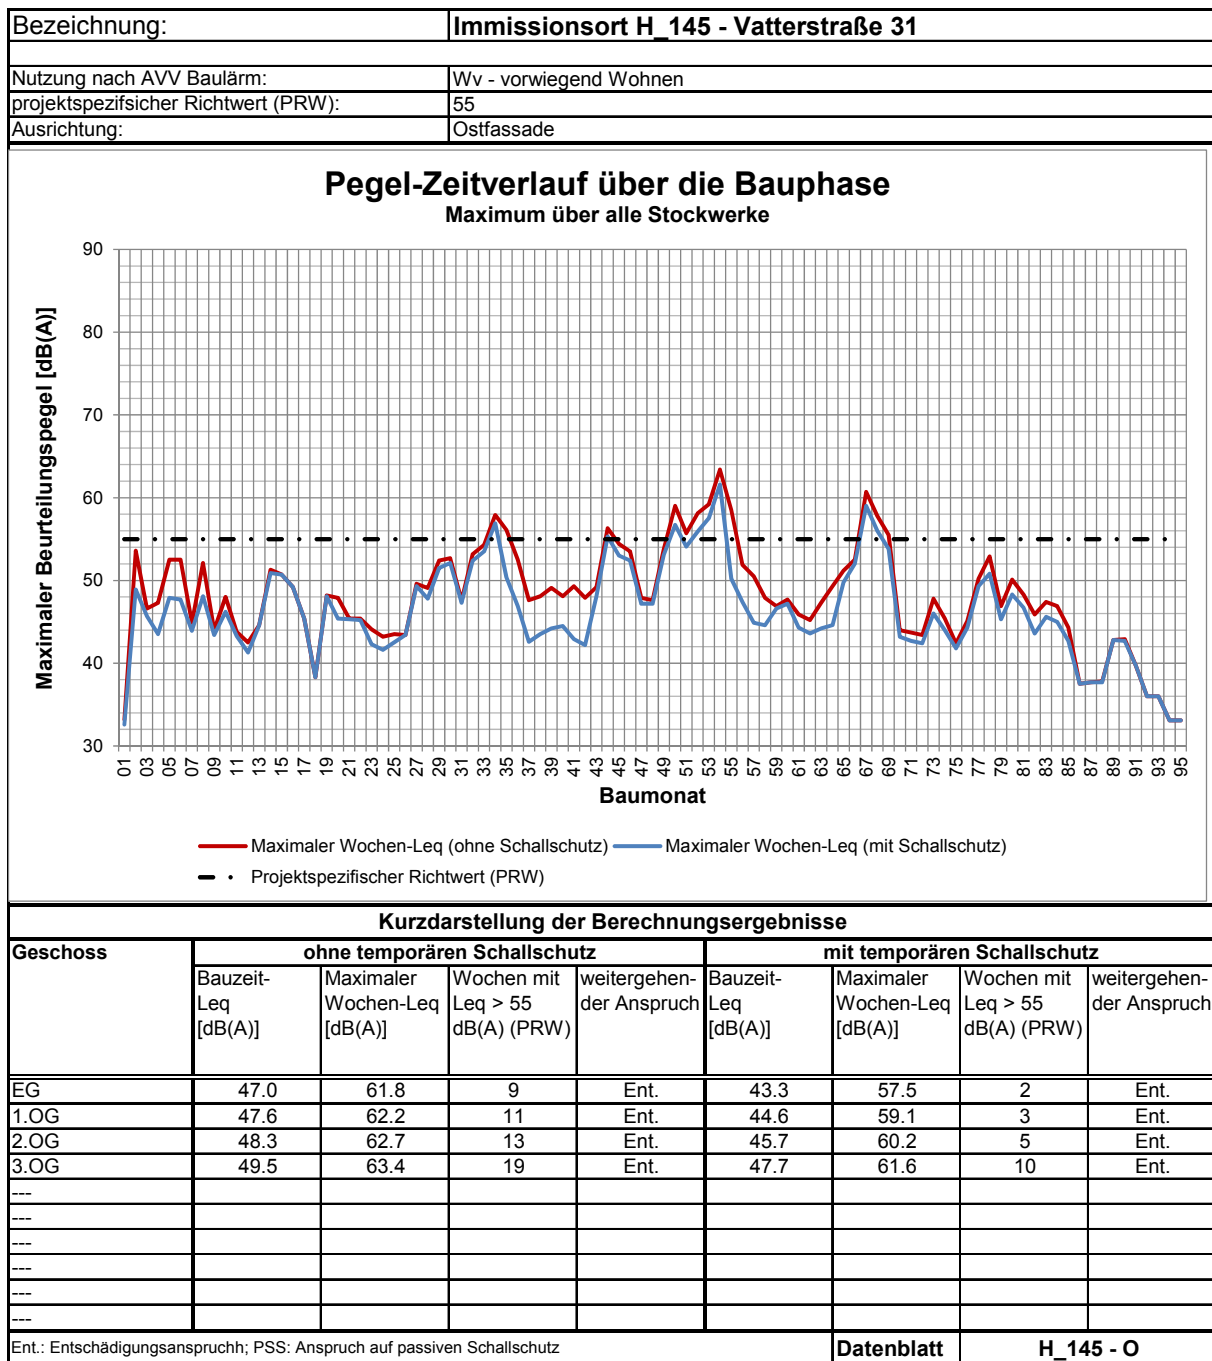 Bezeichnung: Immissionsort H_145 - Vatterstraße 31
Nutzung nach AVV Baulärm: Wv - vorwiegend Wohnen
projektspezifsicher Richtwert (PRW): 55
Ausrichtung: Ostfassade
Pegel-Zeitverlauf über die Bauphase
Maximum über alle Stockwerke
Maximaler Beurteilungspegel [dB(A)]
90
80
70
60
50
40
30
01 03 05 07 09 11 13 15 17 19 21 23 25 27 29 31 33 35 37 39 41 43 45 47 49 51 53 55 57 59 61 63 65 67 69 71 73 75 77 79 81 83 85 87 89 91 93 95
Baumonat
Maximaler Wochen-Leq (ohne Schallschutz) Maximaler Wochen-Leq (mit Schallschutz)
Projektspezifischer Richtwert (PRW)
Kurzdarstellung der Berechnungsergebnisse
Geschoss ohne temporären Schallschutz mit temporären Schallschutz
Bauzeit- Maximaler Wochen mit weitergehen- Bauzeit- Maximaler Wochen mit weitergehen-
Leq Wochen-Leq Leq > 55 der Anspruch Leq Wochen-Leq Leq > 55 der Anspruch
[dB(A)] [dB(A)] dB(A) (PRW) [dB(A)] [dB(A)] dB(A) (PRW)
EG 47.0 61.8 9 Ent. 43.3 57.5 2 Ent.
1.OG 47.6 62.2 11 Ent. 44.6 59.1 3 Ent.
2.OG 48.3 62.7 13 Ent. 45.7 60.2 5 Ent.
3.OG 49.5 63.4 19 Ent. 47.7 61.6 10 Ent.
---
---
---
---
---
---
Ent.: Entschädigungsanspruchh; PSS: Anspruch auf passiven Schallschutz Datenblatt H_145 - O